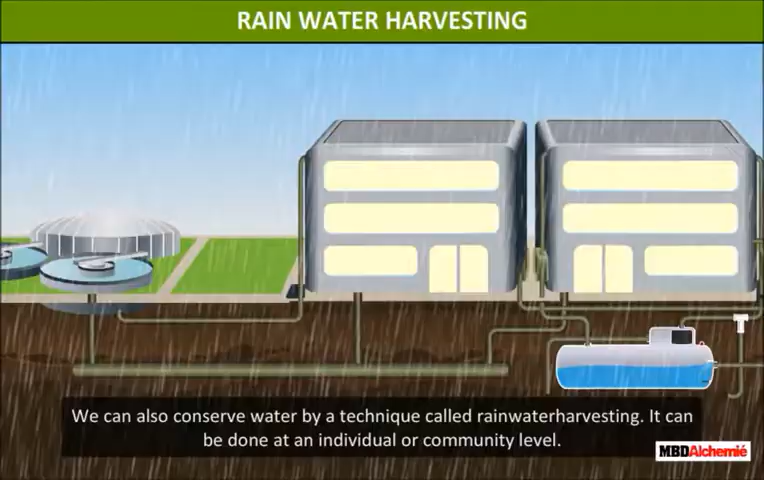 RAIN WATER HARVESTING
We can also conserve water by a technique called rainwaterharvesting. It can
be done at an individual or community level.
MBDAlchemié